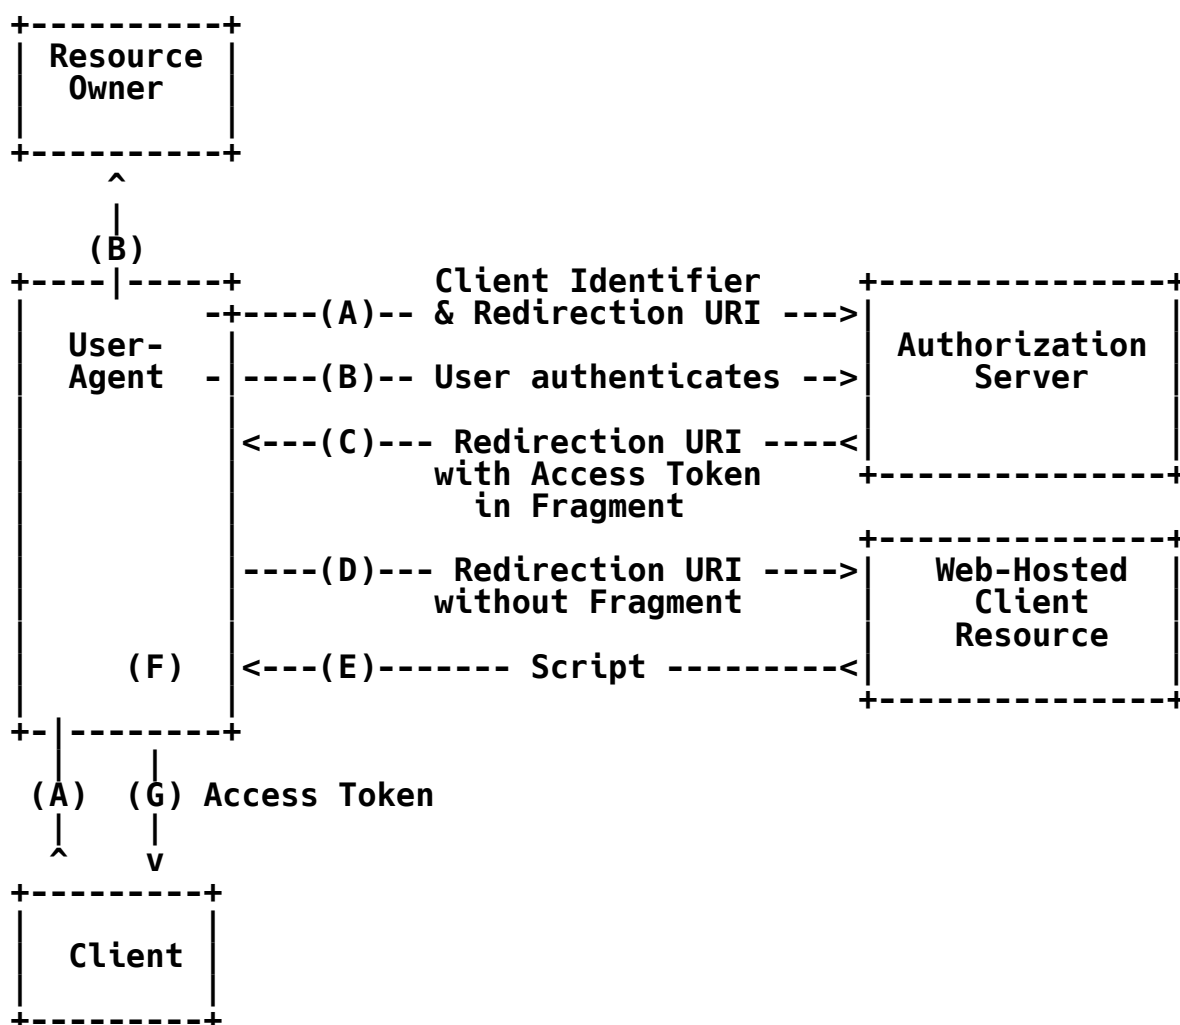 +----------+
| Resource |
|  Owner   |
|          |
+----------+
     ^
     |
    (B)
+----|-----+          Client Identifier     +---------------+
|         -+----(A)-- & Redirection URI --->|               |
|  User-   |                                | Authorization |
|  Agent  -|----(B)-- User authenticates -->|     Server    |
|          |                                |               |
|          |<---(C)--- Redirection URI ----<|               |
|          |          with Access Token     +---------------+
|          |            in Fragment
|          |                                +---------------+
|          |----(D)--- Redirection URI ---->|   Web-Hosted  |
|          |          without Fragment      |     Client    |
|          |                                |    Resource   |
|     (F)  |<---(E)------- Script ---------<|               |
|          |                                +---------------+
+-|--------+
  |    |
 (A)  (G) Access Token
  |    |
  ^    v
+---------+
|         |
|  Client |
|         |
+---------+